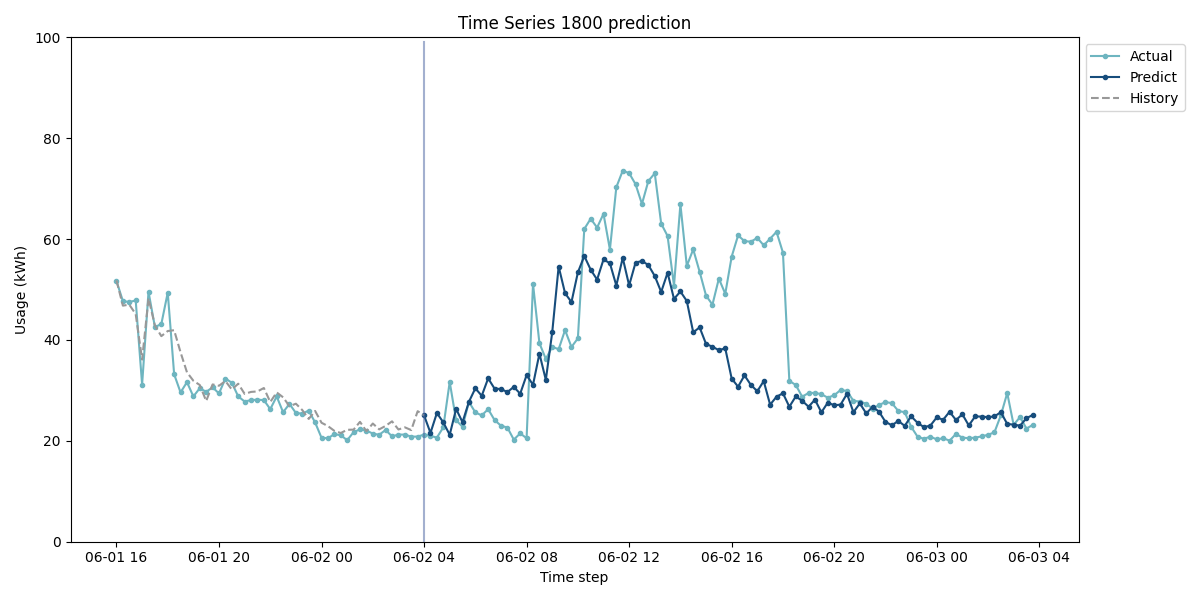 Time Series 1800 prediction
100
80
60
40
20
0
Usage (kWh)
06-01 16
06-01 20
06-02 00
06-02 04
06-02 08
06-02 12
06-02 16
06-02 20
06-03 00
06-03 04
Time step
Actual
Predict
History